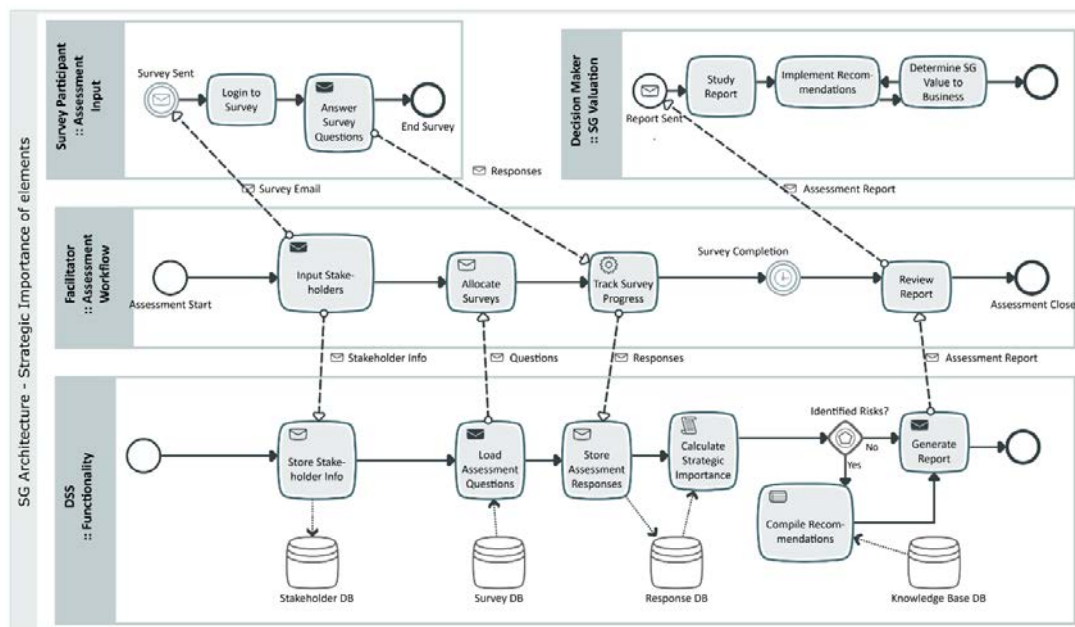 SG Architecture - Strategic Importance of elements
Survey Participant
:: Assessment
Input
Survey Sent
Login to
Survey
Answer
Survey
Questions
End Survey
Decision Maker
:: SG Valuation
Report Sent
Study
Report
Implement Recom-
mendations
Determine SG
Value to
Business
Survey Email
Responses
Assessment Report
Facilitator
:: Assessment
Workflow
Assessment Start
Input Stake-
holders
Allocate
Surveys
Track Survey
Progress
Survey Completion
Review
Report
Assessment Close
Stakeholder Info
Questions
Responses
Assessment Report
DSS
:: Functionality
Store Stake-
holder Info
Load
Assessment
Questions
Store
Assessment
Responses
Calculate
Strategic
Importance
Identified Risks?
No
Yes
Generate
Report
Compile Recom-
mendations
Stakeholder DB
Survey DB
Response DB
Knowledge Base DB